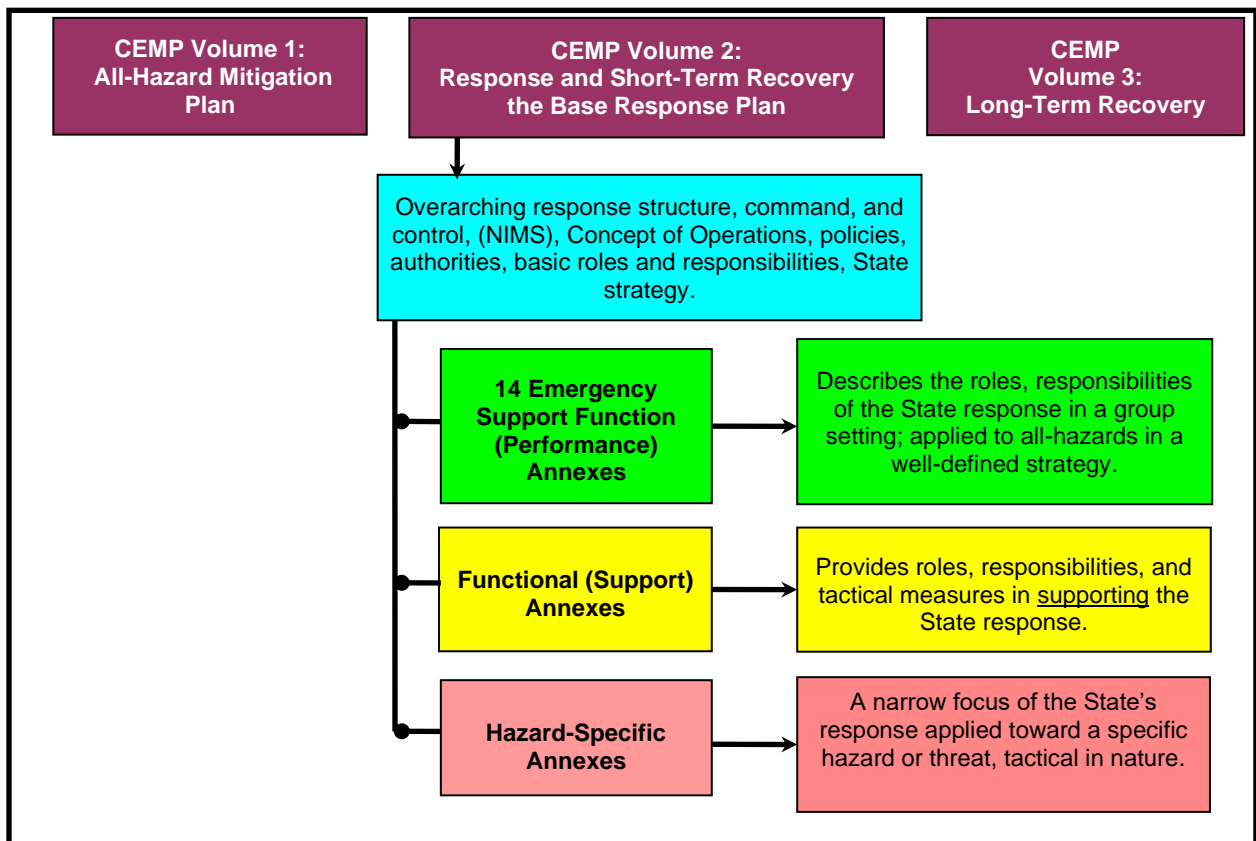 CEMP Volume 1:
All-Hazard Mitigation
Plan
CEMP Volume 2:
Response and Short-Term Recovery
the Base Response Plan
CEMP
Volume 3:
Long-Term Recovery
Overarching response structure, command, and
control, (NIMS), Concept of Operations, policies,
authorities, basic roles and responsibilities, State
strategy.
14 Emergency
Support Function
(Performance)
Annexes
Describes the roles, responsibilities
of the State response in a group
setting; applied to all-hazards in a
well-defined strategy.
Functional (Support)
Annexes
Provides roles, responsibilities, and
tactical measures in supporting the
State response.
Hazard-Specific
Annexes
A narrow focus of the State’s
response applied toward a specific
hazard or threat, tactical in nature.